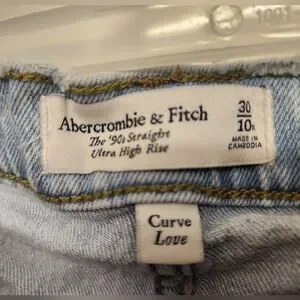 Abercrombie & Fitch
The '90s Straight
Ultra High Rise
30
10R
MADE IN
CAMBODIA
Curve
Love